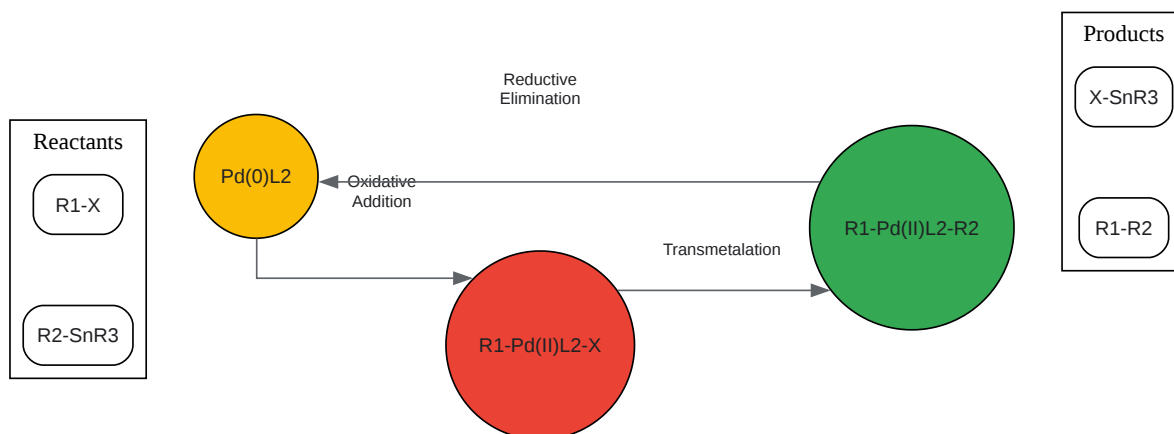 Reactants
R1-X
R2-SnR3
Pd(0)L2
Reductive
Elimination
Oxidative
Addition
R1-Pd(II)L2-X
Transmetalation
R1-Pd(II)L2-R2
Products
X-SnR3
R1-R2